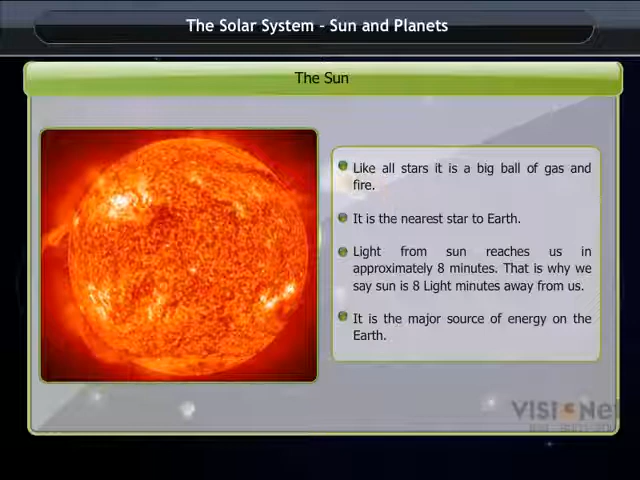 The Solar System - Sun and Planets
The Sun
Like all stars it is a big ball of gas and
fire.
It is the nearest star to Earth.
Light from sun reaches us in
approximately 8 minutes. That is why we
say sun is 8 Light minutes away from us.
It is the major source of energy on the
Earth.
VISIONet